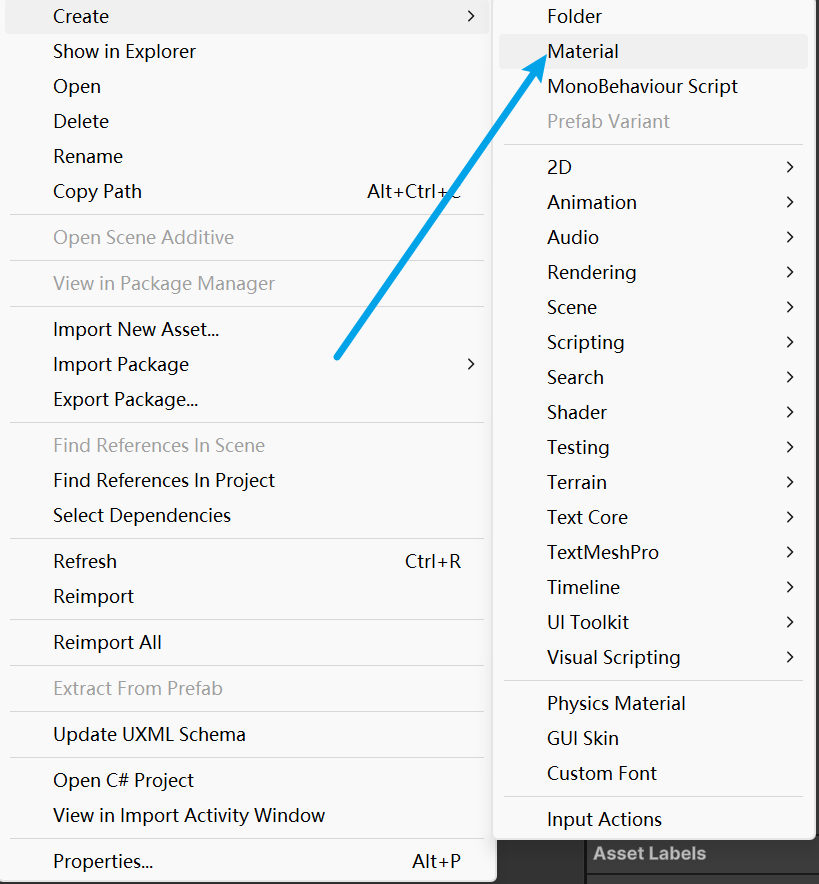 Create
Show in Explorer
Open
Delete
Rename
Copy Path Alt+Ctrl+C
Open Scene Additive
View in Package Manager
Import New Asset...
Import Package
Export Package...
Find References In Scene
Find References In Project
Select Dependencies
Refresh Ctrl+R
Reimport
Reimport All
Extract From Prefab
Update UXML Schema
Open C# Project
View in Import Activity Window
Properties... Alt+P
Folder
Material
MonoBehaviour Script
Prefab Variant
2D
Animation
Audio
Rendering
Scene
Scripting
Search
Shader
Testing
Terrain
Text Core
TextMeshPro
Timeline
UI Toolkit
Visual Scripting
Physics Material
GUI Skin
Custom Font
Input Actions
Asset Labels